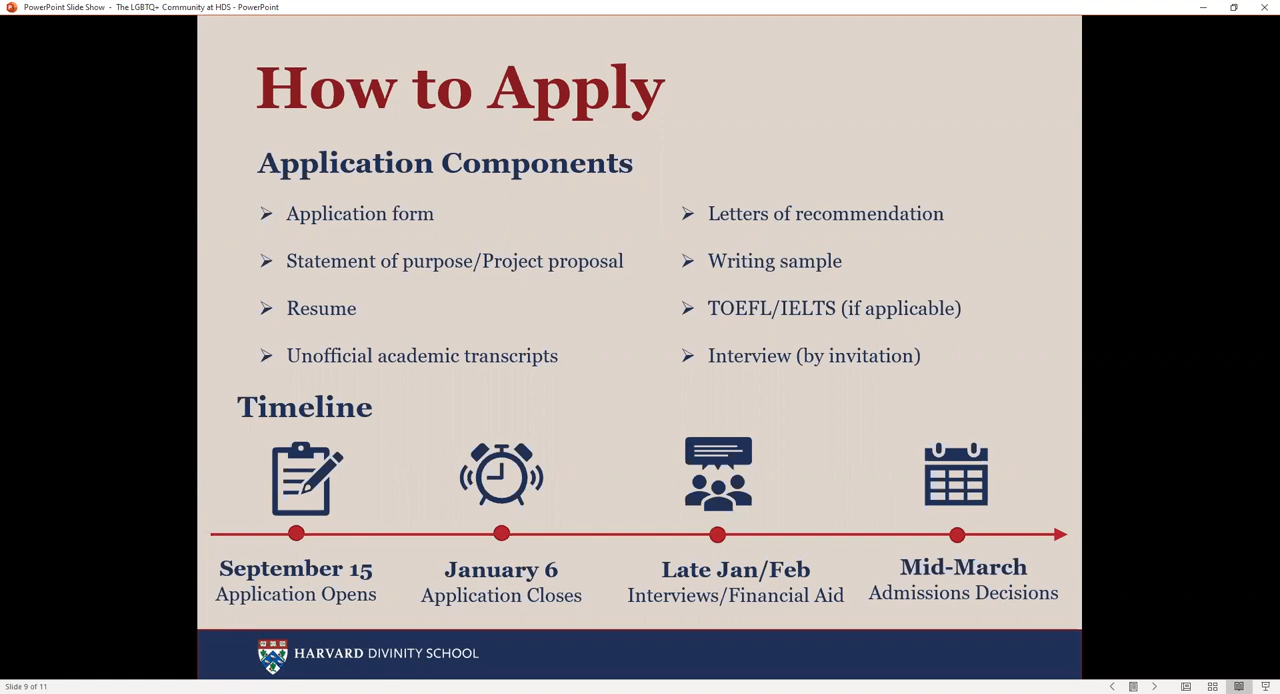 PowerPoint Slide Show - The LGBTQ+ Community at HDS - PowerPoint
How to Apply
Application Components
Application form
Statement of purpose/Project proposal
Resume
Unofficial academic transcripts
Letters of recommendation
Writing sample
TOEFL/IELTS (if applicable)
Interview (by invitation)
Timeline
September 15
Application Opens
January 6
Application Closes
Late Jan/Feb
Interviews/Financial Aid
Mid-March
Admissions Decisions
HARVARD DIVINITY SCHOOL
Slide 9 of 11